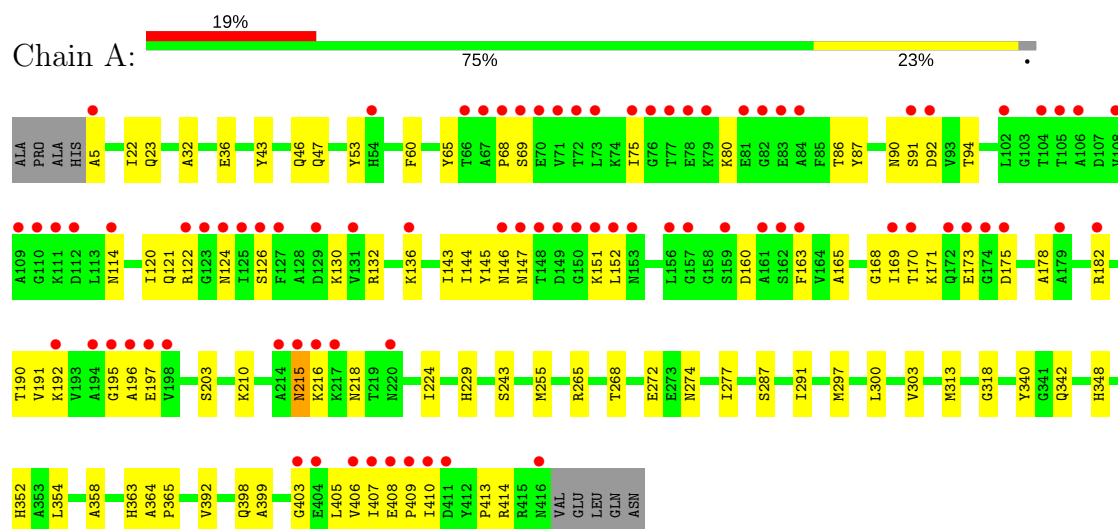 19%
Chain A:
75% 23% •
ALA PRO ALA HIS A5 I22 Q23 A32 E36 Y43 Q46 Q47 Y53 H54 F60 Y65 T66 A67 P68 S69 E70 V71 T72 L73 K74 I75 G76 T77 E78 K79 K80 E81 G82 E83 A84 F85 T86 Y87 N90 S91 D92 V93 T94 L102 G103 T104 T105 A106 D107 V108
A109 G110 K111 D112 L113 N114 I120 Q121 R122 G123 N124 I125 S126 F127 A128 D129 K130 V131 R132 K136 I143 I144 Y145 N146 N147 T148 D149 G150 K151 L152 N153 L156 G157 G158 S159 D160 A161 S162 F163 V164 A165 G168 I169 T170 K171 Q172 E173 G174 D175 A178 A179 R182
T190 V191 K192 V193 A194 G195 A196 E197 V198 S203 K210 A214 N215 K216 K217 N218 T219 N220 I224 H229 S243 M255 R265 T268 E272 E273 N274 I277 S287 I291 M297 L300 V303 M313 G318 Y340 G341 Q342 H348
H352 A353 L354 A358 H363 A364 P365 V392 Q398 A399 G403 E404 L405 V406 I407 E408 P409 I410 D411 Y412 P413 R414 R415 N416 VAL GLU LEU GLN ASN